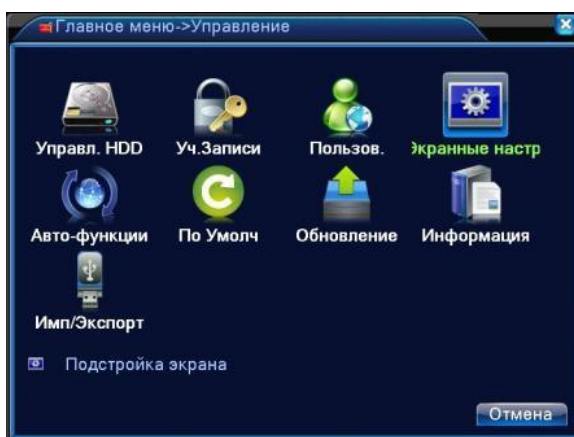 Главное меню->Управление
Управл. HDD Уч.Записи Пользов. Экранные настр
Авто-функции По Умолч Обновление Информация
Имп/Экспорт
Подстройка экрана
Отмена